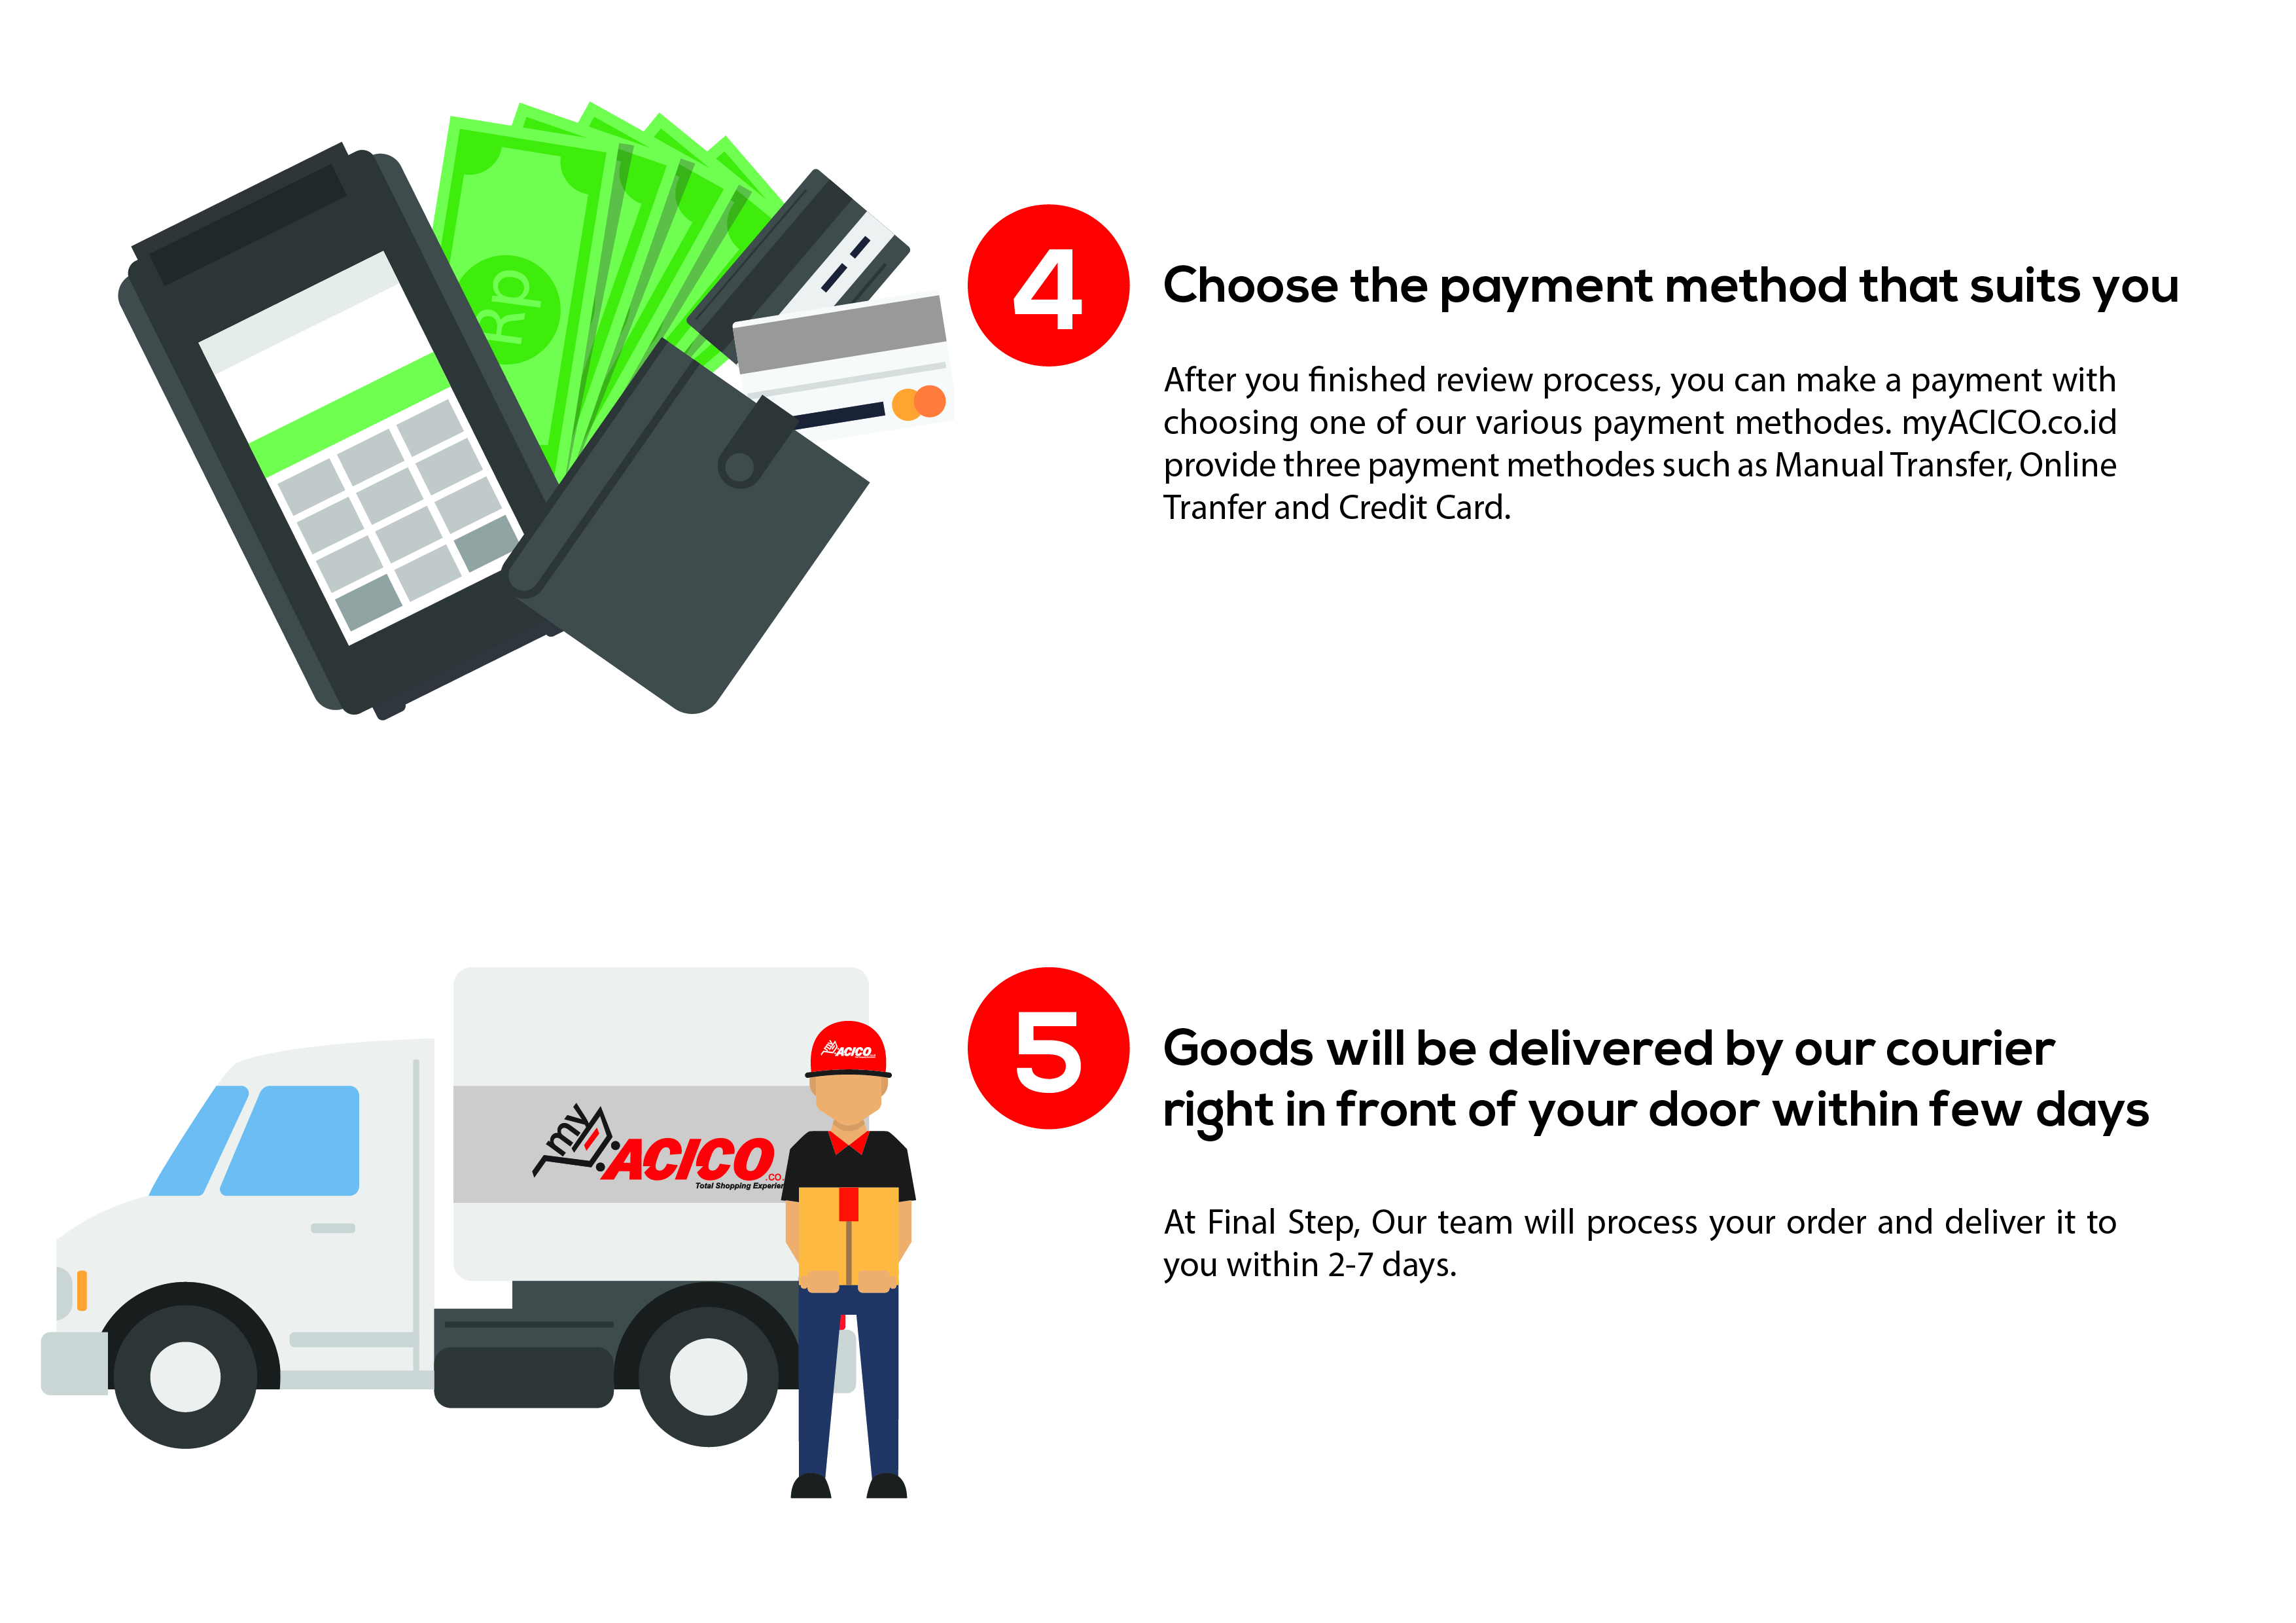 Rp
4
Choose the payment method that suits you
After you finished review process, you can make a payment with
choosing one of our various payment methodes. myACICO.co.id
provide three payment methodes such as Manual Transfer, Online
Tranfer and Credit Card.
ACICO
my
ACICO
.co.
Total Shopping
5
Goods will be delivered by our courier
right in front of your door within few days
At Final Step, Our team will process your order and deliver it to
you within 2-7 days.